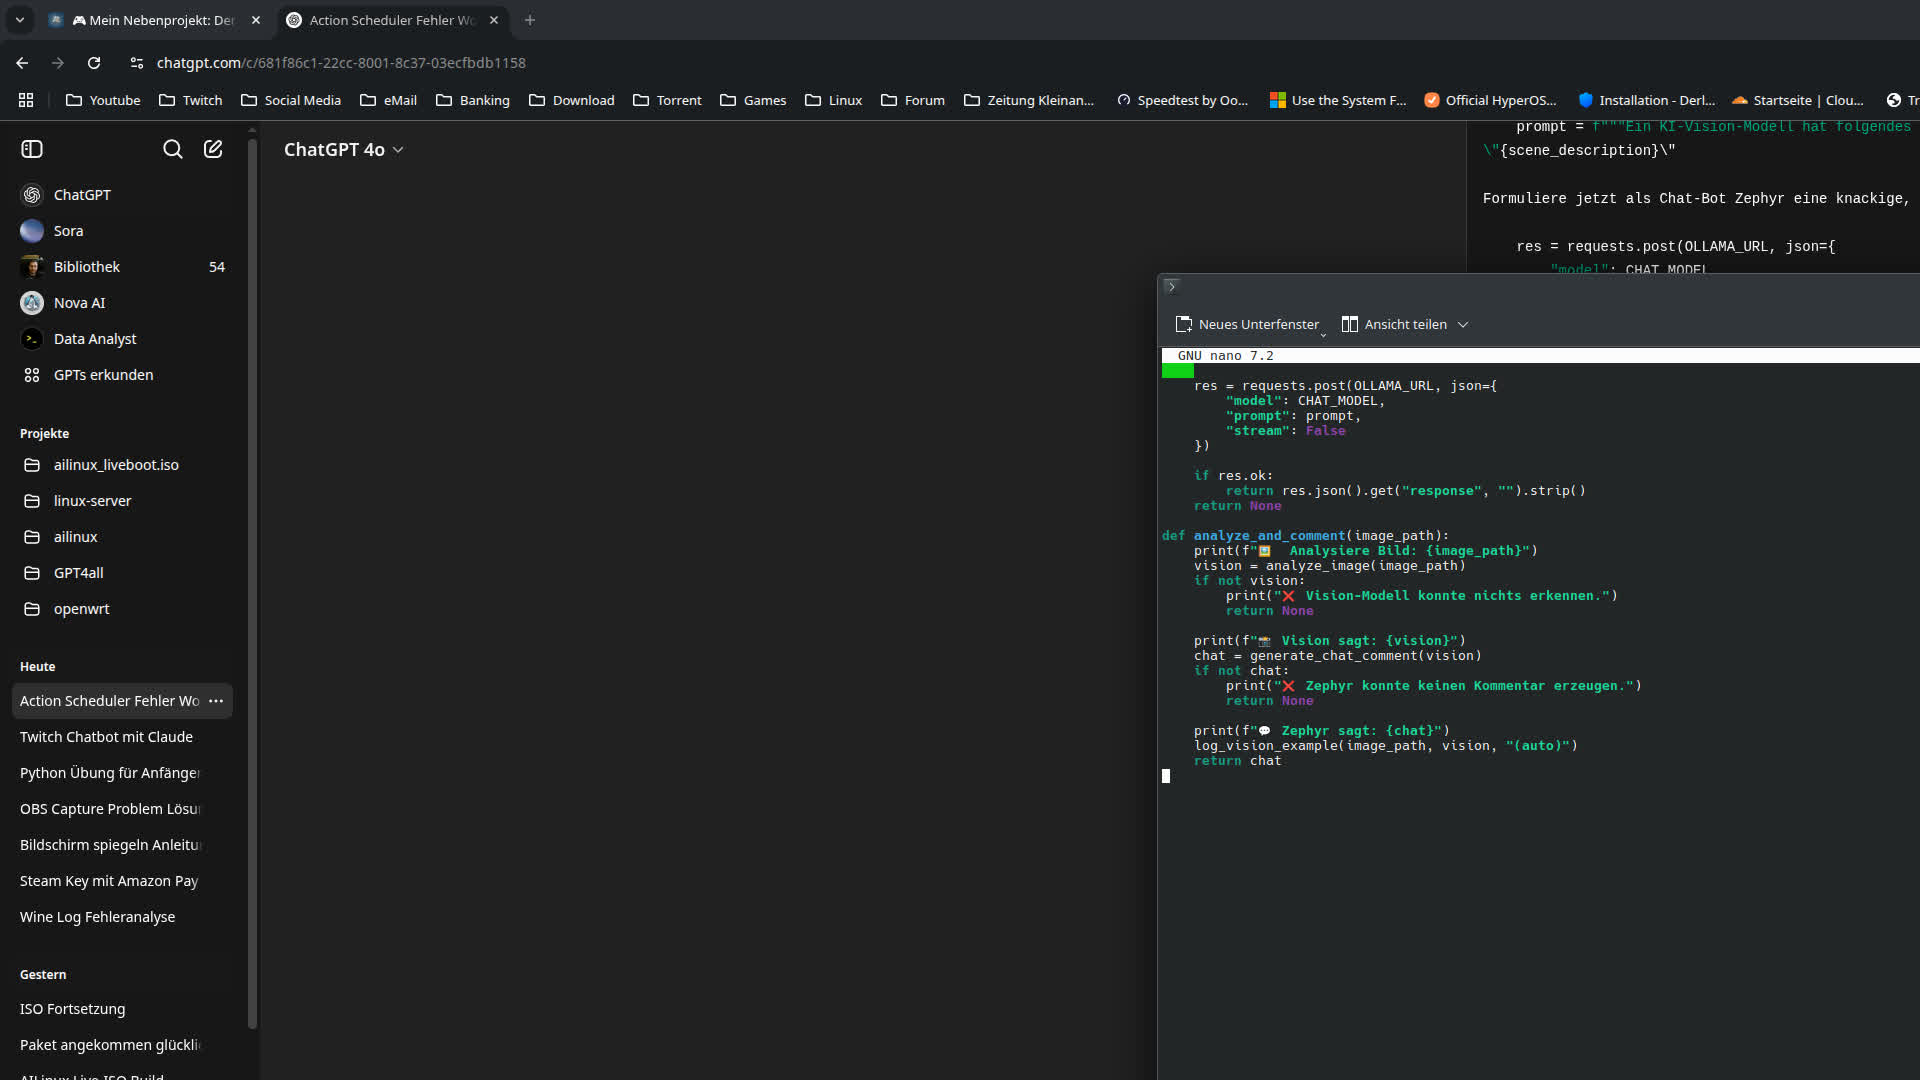 🎮 Mein Nebenprojekt: Der
Action Scheduler Fehler Wo
chatgpt.com/c/681f86c1-22cc-8001-8c37-03ecfbdb1158
Youtube Twitch Social Media eMail Banking Download Torrent Games Linux Forum Zeitung Kleinan... Speedtest by Oo... Use the System F... Official HyperOS... Installation - Derl... Startseite | Clou... Tr
ChatGPT
Sora
Bibliothek 54
Nova AI
Data Analyst
GPTs erkunden
Projekte
ailinux_liveboot.iso
linux-server
ailinux
GPT4all
openwrt
Heute
Action Scheduler Fehler Wo
Twitch Chatbot mit Claude
Python Übung für Anfänger
OBS Capture Problem Lösu
Bildschirm spiegeln Anleitu
Steam Key mit Amazon Pay
Wine Log Fehleranalyse
Gestern
ISO Fortsetzung
Paket angekommen glückli
AILinux Live ISO Build
ChatGPT 4o
prompt = f"""Ein KI-Vision-Modell hat folgendes
\"{scene_description}\"
Formuliere jetzt als Chat-Bot Zephyr eine knackige,
res = requests.post(OLLAMA_URL, json={
"model": CHAT_MODEL
Neues Unterfenster Ansicht teilen
GNU nano 7.2
res = requests.post(OLLAMA_URL, json={
"model": CHAT_MODEL,
"prompt": prompt,
"stream": False
})
if res.ok:
return res.json().get("response", "").strip()
return None
def analyze_and_comment(image_path):
print(f"🖼️ Analysiere Bild: {image_path}")
vision = analyze_image(image_path)
if not vision:
print("❌ Vision-Modell konnte nichts erkennen.")
return None
print(f"📸 Vision sagt: {vision}")
chat = generate_chat_comment(vision)
if not chat:
print("❌ Zephyr konnte keinen Kommentar erzeugen.")
return None
print(f"💬 Zephyr sagt: {chat}")
log_vision_example(image_path, vision, "(auto)")
return chat